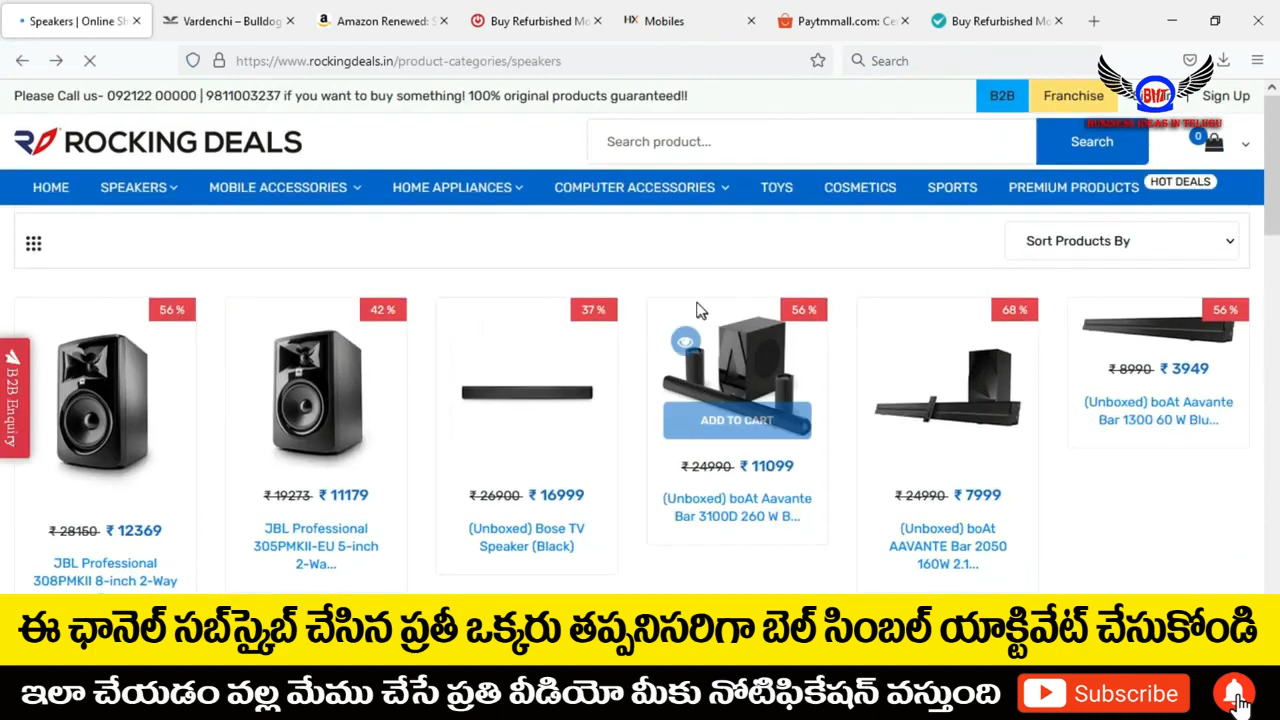 Speakers | Online Sh
Vardenchi – Bulldog
Amazon Renewed: S
Buy Refurbished Mo
Mobiles
Paytmmall.com: Ce
Buy Refurbished Mo
https://www.rockingdeals.in/product-categories/speakers
Search
Please Call us- 092122 00000 | 9811003237 if you want to buy something! 100% original products guaranteed!!
B2B
Franchise
Sign Up
BIIT
BUSINESS IDEAS IN TELUGU
ROCKING DEALS
Search product...
Search
0
HOME SPEAKERS MOBILE ACCESSORIES HOME APPLIANCES COMPUTER ACCESSORIES TOYS COSMETICS SPORTS PREMIUM PRODUCTS HOT DEALS
Sort Products By
B2B Enquiry
56 %
₹ 28150 ₹ 12369
JBL Professional
308PMKII 8-inch 2-Way
42 %
₹ 19273 ₹ 11179
JBL Professional
305PMKII-EU 5-inch
2-Wa...
37 %
₹ 26900 ₹ 16999
(Unboxed) Bose TV
Speaker (Black)
56 %
ADD TO CART
₹ 24990 ₹ 11099
(Unboxed) boAt Aavante
Bar 3100D 260 W B...
68 %
₹ 24990 ₹ 7999
(Unboxed) boAt
AAVANTE Bar 2050
160W 2.1...
56 %
₹ 8990 ₹ 3949
(Unboxed) boAt Aavante
Bar 1300 60 W Blu...
ఈ ఛానెల్ సబ్‌స్క్రైబ్ చేసిన ప్రతీ ఒక్కరు తప్పనిసరిగా బెల్ సింబల్ యాక్టివేట్ చేసుకోండి
ఇలా చేయడం వల్ల మేము చేసే ప్రతి వీడియో మీకు నోటిఫికేషన్ వస్తుంది
Subscribe